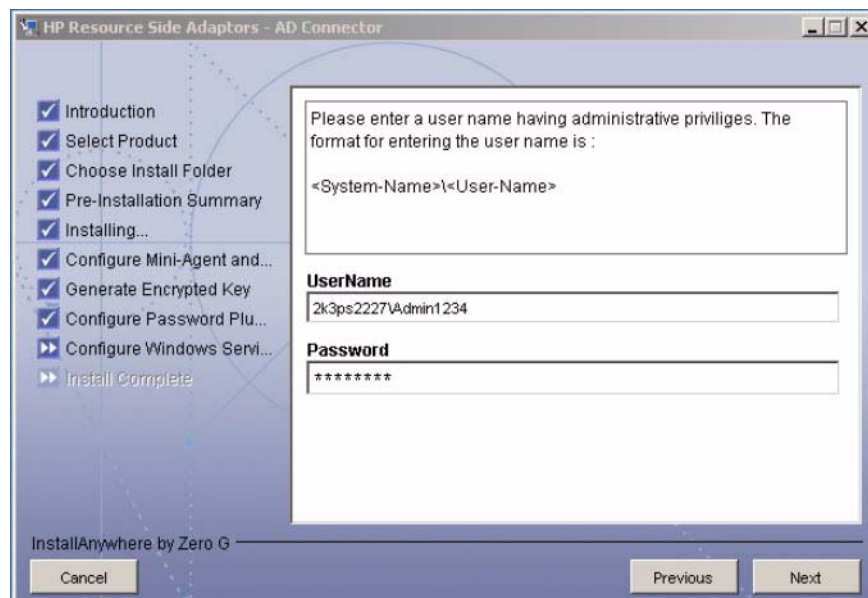 HP Resource Side Adaptors - AD Connector
Introduction
Select Product
Choose Install Folder
Pre-Installation Summary
Installing...
Configure Mini-Agent and...
Generate Encrypted Key
Configure Password Plu...
Configure Windows Servi...
Install Complete
Please enter a user name having administrative priviliges. The
format for entering the user name is :
<System-Name>\<User-Name>
UserName
2k3ps2227\Admin1234
Password
********
InstallAnywhere by Zero G
Cancel
Previous
Next